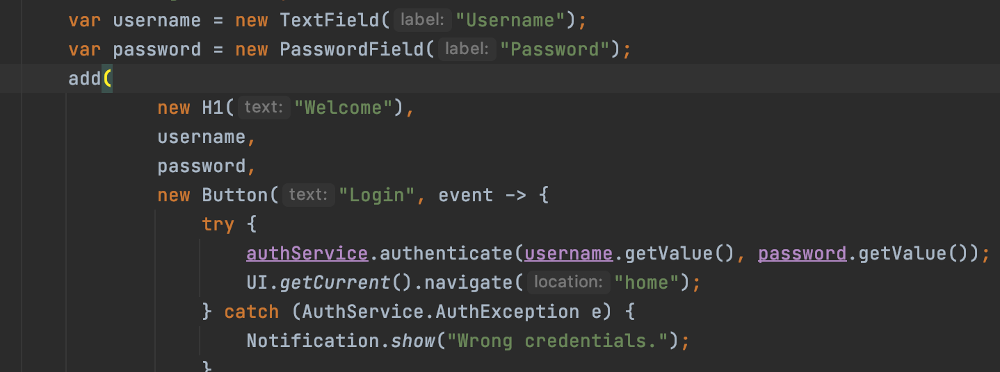 var username = new TextField( label: "Username");
var password = new PasswordField( label: "Password");
add(
new H1( text: "Welcome"),
username,
password,
new Button( text: "Login", event -> {
try {
authService.authenticate(username.getValue(), password.getValue());
UI.getCurrent().navigate( location: "home");
} catch (AuthService.AuthException e) {
Notification.show("Wrong credentials.");
}